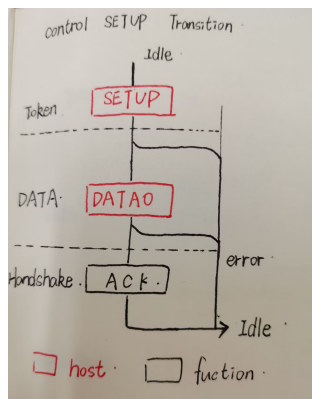 control SETUP Transition
Idle
Token.
SETUP
DATA.
DATA0
error
Handshake.
ACK.
Idle
host
fuction